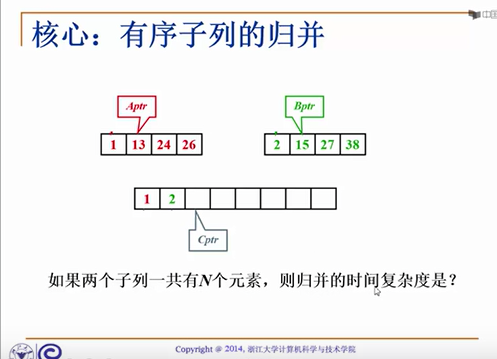 核心：有序子列的归并
中国
Aptr
Bptr
1 13 24 26
2 15 27 38
1 2
Cptr
如果两个子列一共有N个元素，则归并的时间复杂度是？
Copyright @ 2014, 浙江大学计算机科学与技术学院